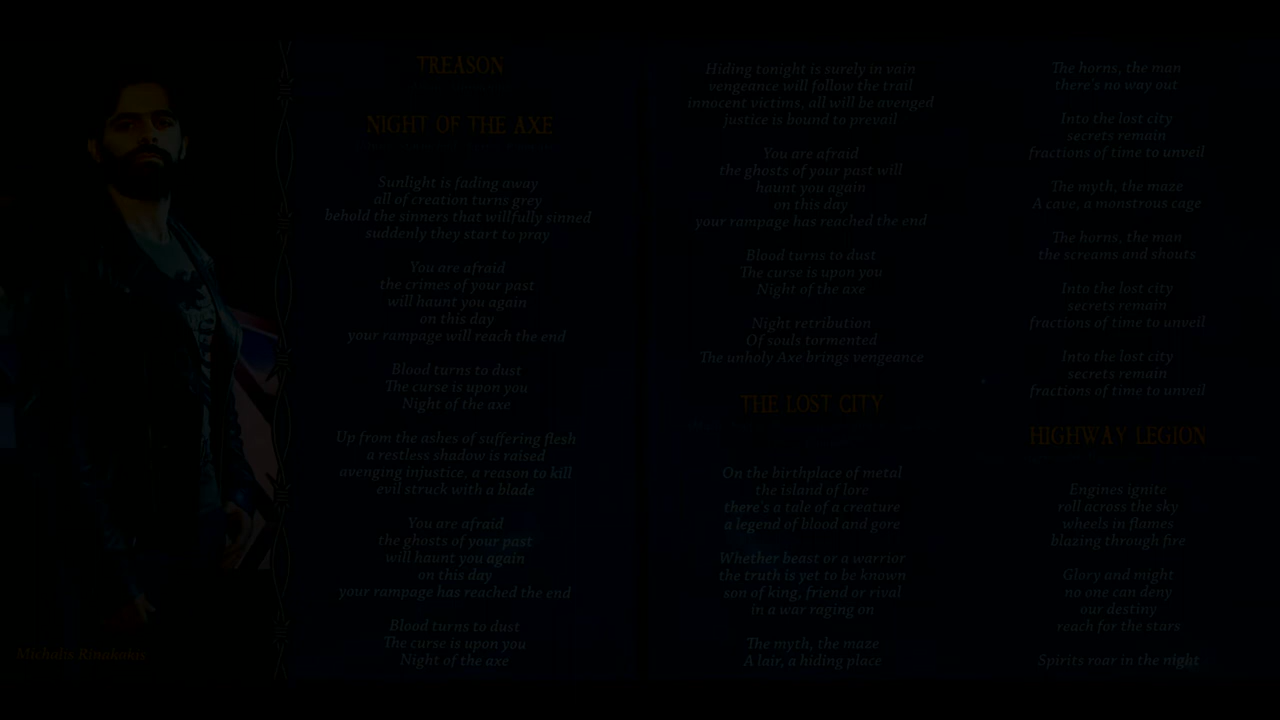 TREASON
NIGHT OF THE AXE
Sunlight is fading away
all of creation turns grey
behold the sinners that willfully sinned
suddenly they start to pray
You are afraid
the crimes of your past
will haunt you again
on this day
your rampage will reach the end
Blood turns to dust
The curse is upon you
Night of the axe
Up from the ashes of suffering flesh
a restless shadow is raised
avenging injustice, a reason to kill
evil struck with a blade
You are afraid
the ghosts of your past
will haunt you again
on this day
your rampage has reached the end
Blood turns to dust
The curse is upon you
Night of the axe
Hiding tonight is surely in vain
vengeance will follow the trail
innocent victims, all will be avenged
justice is bound to prevail
You are afraid
the ghosts of your past will
haunt you again
on this day
your rampage has reached the end
Blood turns to dust
The curse is upon you
Night of the axe
Night retribution
Of souls tormented
The unholy Axe brings vengeance
THE LOST CITY
On the birthplace of metal
the island of lore
there's a tale of a creature
a legend of blood and gore
Whether beast or a warrior
the truth is yet to be known
son of king, friend or rival
in a war raging on
The myth, the maze
A lair, a hiding place
The horns, the man
there's no way out
Into the lost city
secrets remain
fractions of time to unveil
The myth, the maze
A cave, a monstrous cage
The horns, the man
the screams and shouts
Into the lost city
secrets remain
fractions of time to unveil
Into the lost city
secrets remain
fractions of time to unveil
HIGHWAY LEGION
Engines ignite
roll across the sky
wheels in flames
blazing through fire
Glory and might
no one can deny
our destiny
reach for the stars
Spirits roar in the night
Michalis Rinakakis